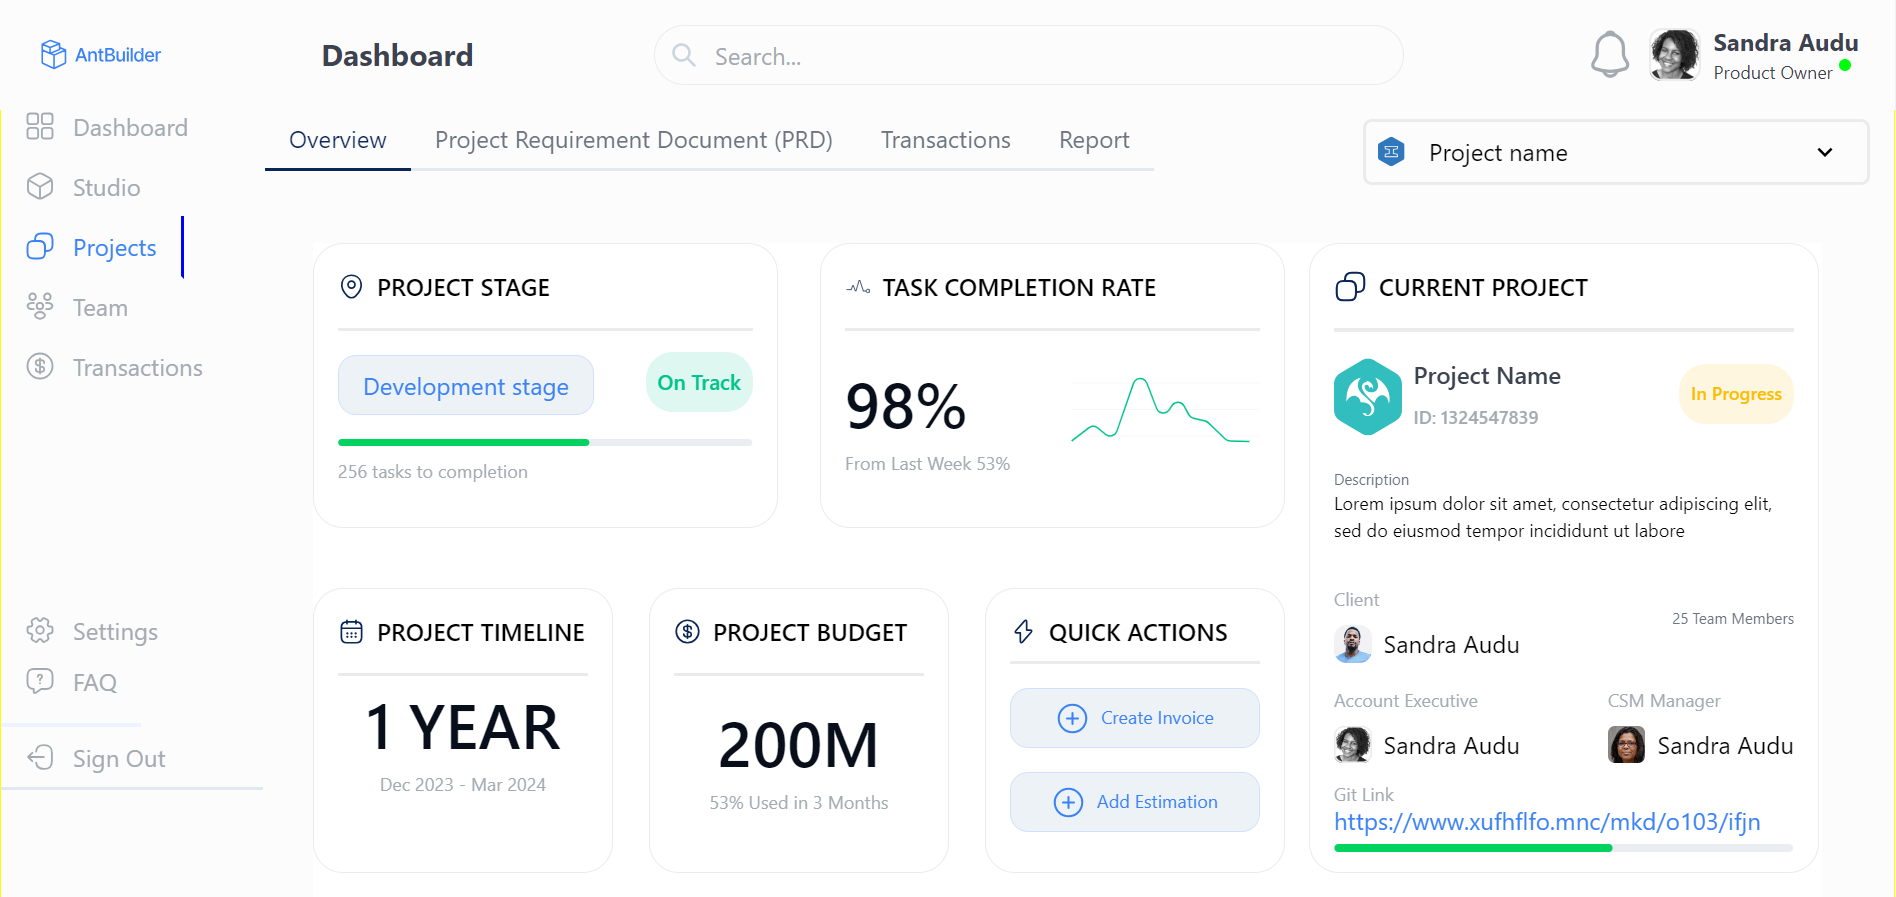 AntBuilder
Dashboard
Search...
Sandra Audu
Product Owner
Dashboard
Studio
Projects
Team
Transactions
Settings
FAQ
Sign Out
Overview
Project Requirement Document (PRD)
Transactions
Report
Project name
PROJECT STAGE
Development stage
On Track
256 tasks to completion
TASK COMPLETION RATE
98%
From Last Week 53%
CURRENT PROJECT
Project Name
ID: 1324547839
In Progress
Description
Lorem ipsum dolor sit amet, consectetur adipiscing elit,
sed do eiusmod tempor incididunt ut labore
Client
Sandra Audu
25 Team Members
Account Executive
Sandra Audu
CSM Manager
Sandra Audu
Git Link
https://www.xufhflfo.mnc/mkd/o103/ifjn
PROJECT TIMELINE
1 YEAR
Dec 2023 - Mar 2024
PROJECT BUDGET
200M
53% Used in 3 Months
QUICK ACTIONS
Create Invoice
Add Estimation